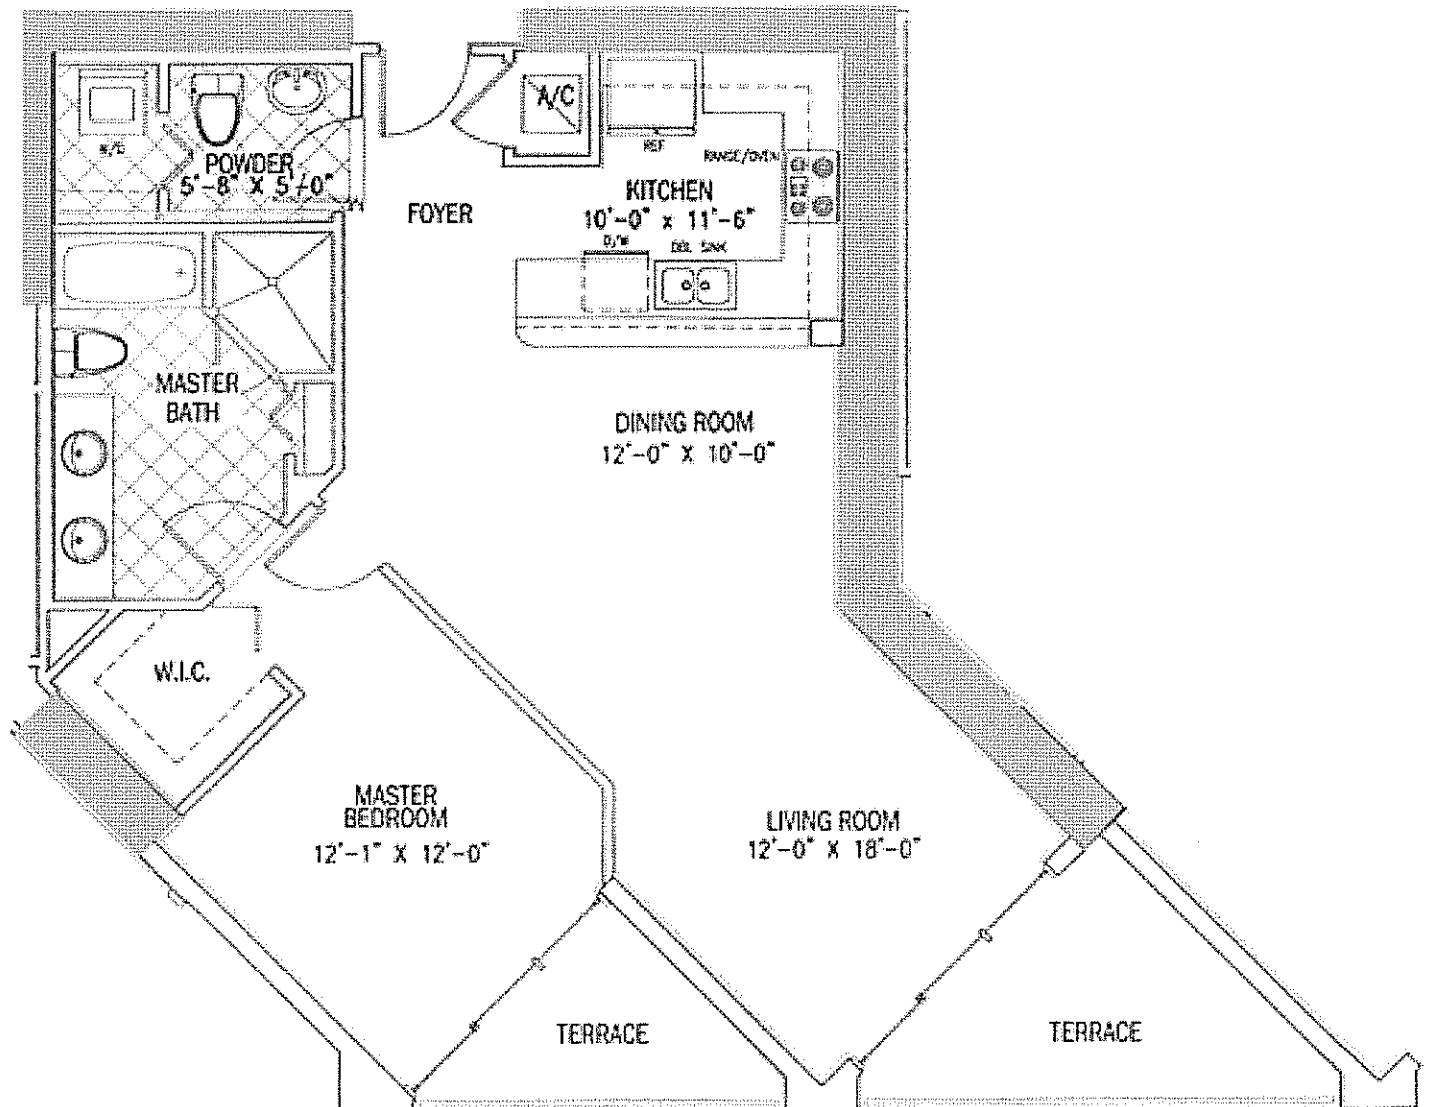 A/C
REF
RANGE/OVEN
W/D
POWDER
5'-8" X 5'-0"
KITCHEN
10'-0" x 11'-6"
FOYER
D/W
DBL SINK
MASTER
BATH
DINING ROOM
12'-0" X 10'-0"
W.I.C.
MASTER
BEDROOM
12'-1" X 12'-0"
LIVING ROOM
12'-0" X 18'-0"
TERRACE
TERRACE